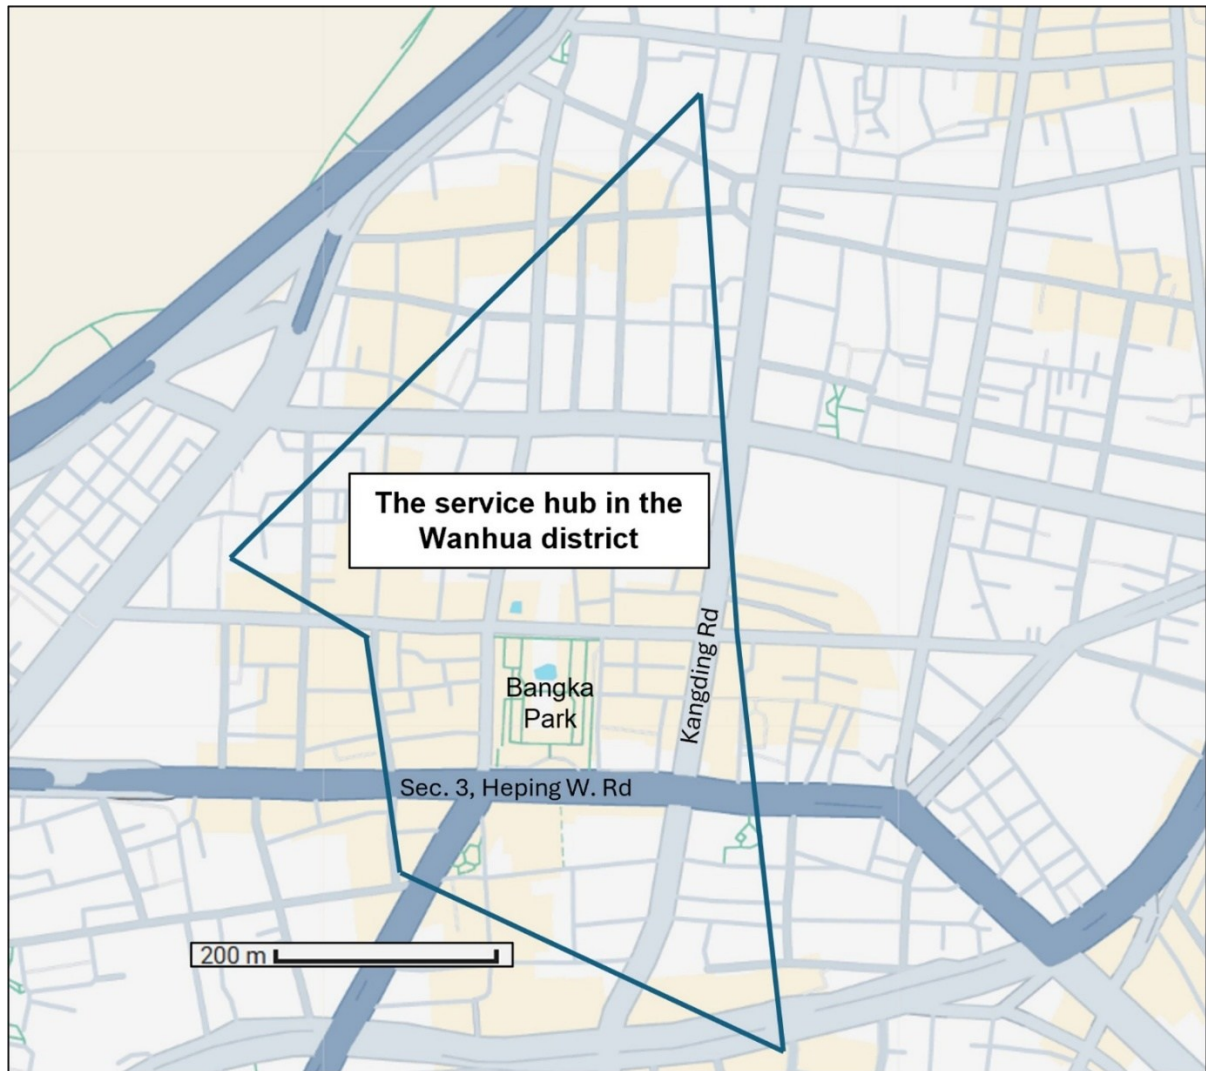 The service hub in the
Wanhua district
Kangding Rd
Bangka
Park
Sec. 3, Heping W. Rd
200 m